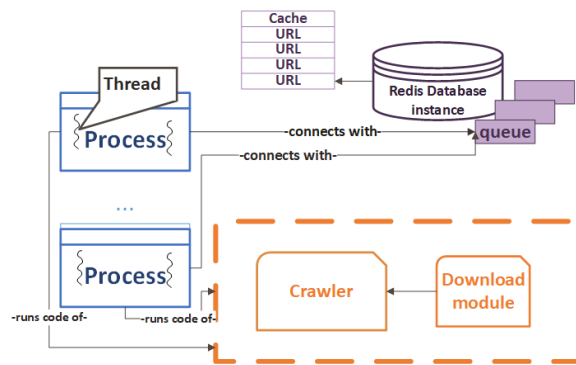 Cache
URL
URL
URL
URL
Redis Database
instance
queue
Thread
Process
-connects with-
-connects with-
...
Process
-runs code of-
-runs code of-
Crawler
Download
module